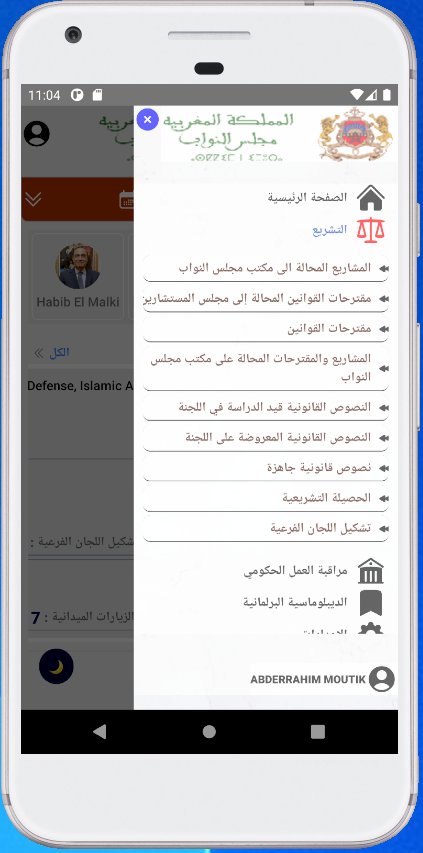 11:04
المملكة المغربية
مجلس النواب
الصفحة الرئيسية
التشريع
المشاريع المحالة الى مكتب مجلس النواب
مقترحات القوانين المحالة إلى مجلس المستشارين
مقترحات القوانين
المشاريع والمقترحات المحالة على مكتب مجلس
النواب
النصوص القانونية قيد الدراسة في اللجنة
النصوص القانونية المعروضة على اللجنة
نصوص قانونية جاهزة
الحصيلة التشريعية
تشكيل اللجان الفرعية
مراقبة العمل الحكومي
الديبلوماسية البرلمانية
ABDERRAHIM MOUTIK
Habib El Malki
الكل
Defense, Islamic A
تشكيل اللجان الفرعية :
الزيارات الميدانية : 7